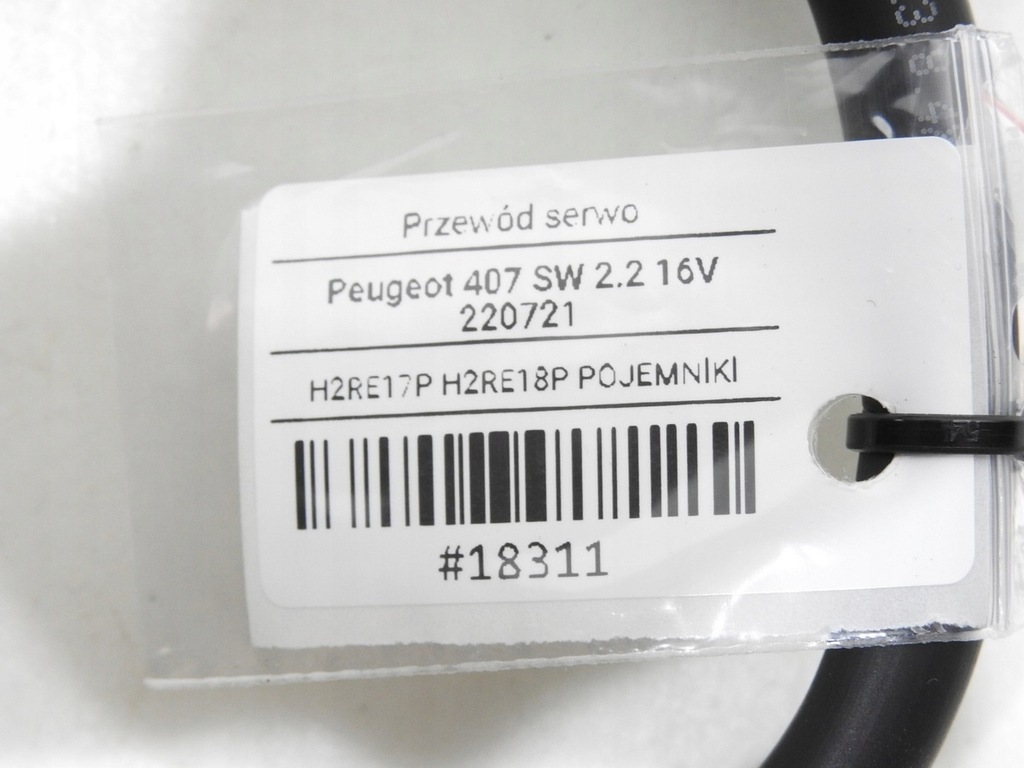 Przewód serwo
Peugeot 407 SW 2.2 16V
220721
H2RE17P H2RE18P POJEMNIKI
#18311